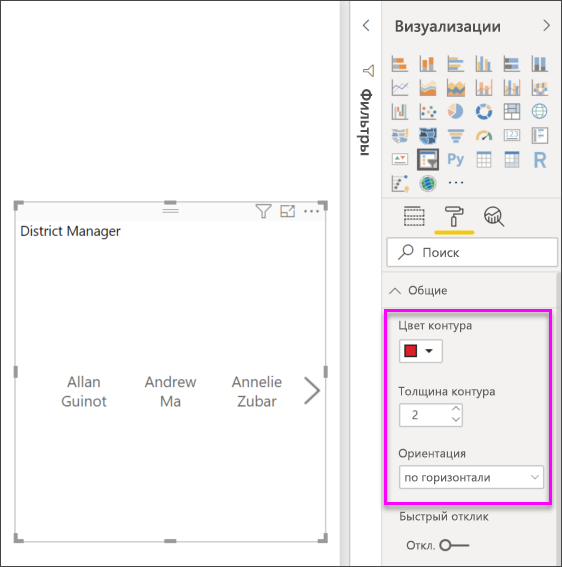 Визуализации
Фильтры
123
Py
R
District Manager
Allan
Guinot
Andrew
Ma
Annelie
Zubar
Поиск
Общие
Цвет контура
Толщина контура
2
Ориентация
по горизонтали
Быстрый отклик
Откл.